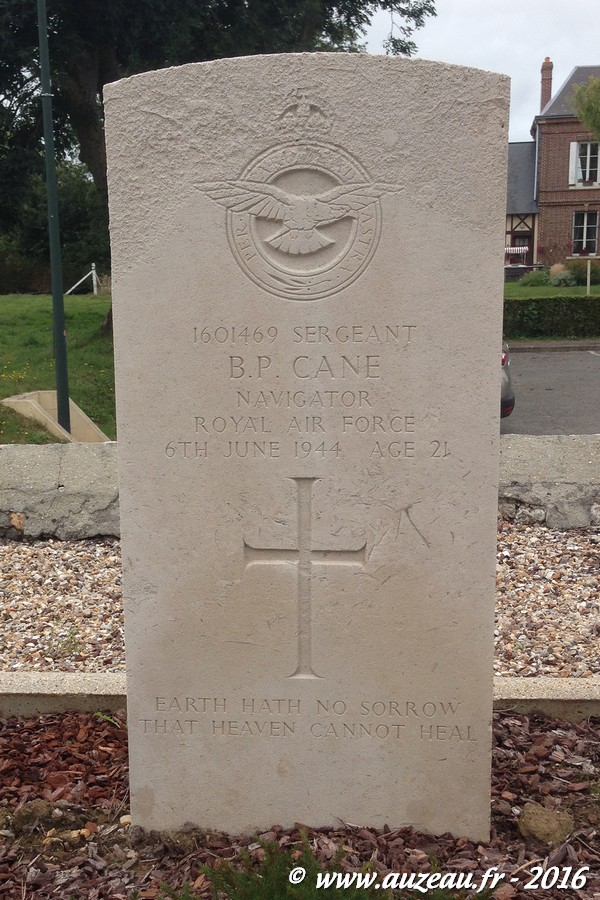 1601469 SERGEANT
B.P. CANE
NAVIGATOR
ROYAL AIR FORCE
6TH JUNE 1944 AGE 21
EARTH HATH NO SORROW
THAT HEAVEN CANNOT HEAL
© www.auzeau.fr - 2016